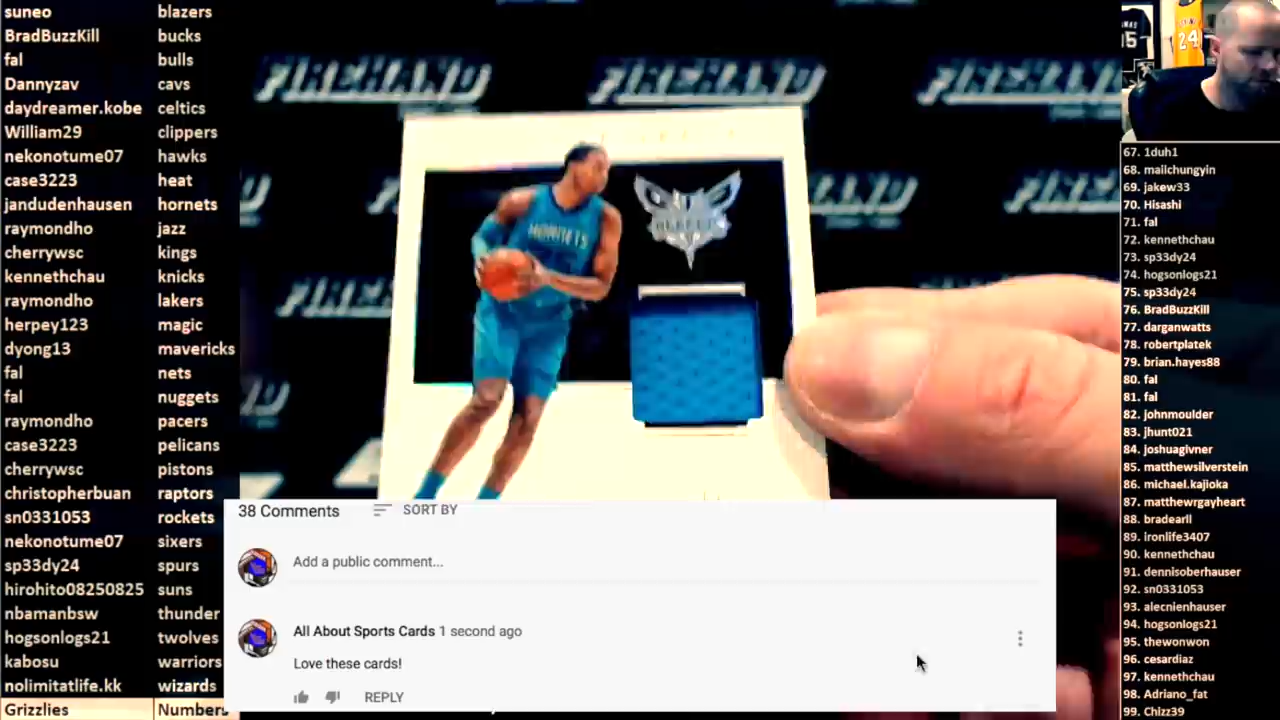 suneo blazers
BradBuzzKill bucks
fal bulls
Dannyzav cavs
daydreamer.kobe celtics
William29 clippers
nekonotume07 hawks
case3223 heat
jandudenhausen hornets
raymondho jazz
cherrywsc kings
kennethchau knicks
raymondho lakers
herpey123 magic
dyong13 mavericks
fal nets
fal nuggets
raymondho pacers
case3223 pelicans
cherrywsc pistons
christopherbuan raptors
sn0331053 rockets
nekonotume07 sixers
sp33dy24 spurs
hirohito08250825 suns
nbamanbsw thunder
hogsonlogs21 twolves
kabosu warriors
nolimitatlife.kk wizards
Grizzlies Numbers
FIREHAND FIREHAND FIREHAND
HORNETS
38 Comments SORT BY
Add a public comment...
All About Sports Cards 1 second ago
Love these cards!
REPLY
24
67. 1duh1
68. mailchungyin
69. jakew33
70. Hisashi
71. fal
72. kennethchau
73. sp33dy24
74. hogsonlogs21
75. sp33dy24
76. BradBuzzKill
77. darganwatts
78. robertplatek
79. brian.hayes88
80. fal
81. fal
82. johnmoulder
83. jhunt021
84. joshuagivner
85. matthewsilverstein
86. michael.kajioka
87. matthewrgayheart
88. bradearll
89. ironlife3407
90. kennethchau
91. dennisoberhauser
92. sn0331053
93. alecnienhauser
94. hogsonlogs21
95. thewonwon
96. cesardiaz
97. kennethchau
98. Adriano_fat
99. Chizz39